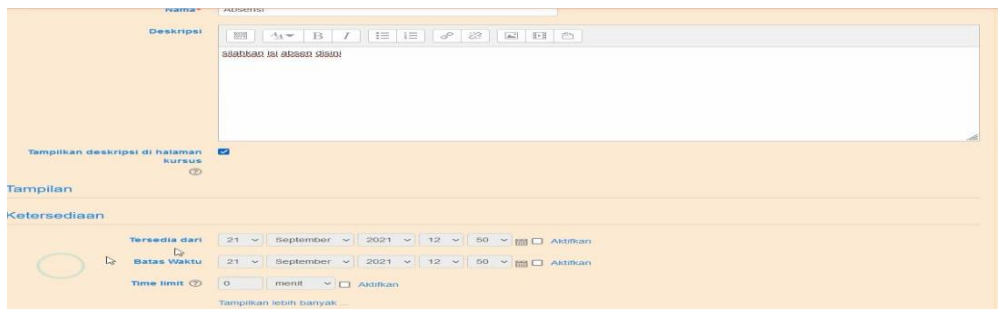 Nama* Absensi
Deskripsi
B I
silahkan isi absen disini
Tampilkan deskripsi di halaman
kursus
Tampilan
Ketersediaan
Tersedia dari 21 September 2021 12 50 Aktifkan
Batas Waktu 21 September 2021 12 50 Aktifkan
Time limit 0 menit Aktifkan
Tampilkan lebih banyak ...